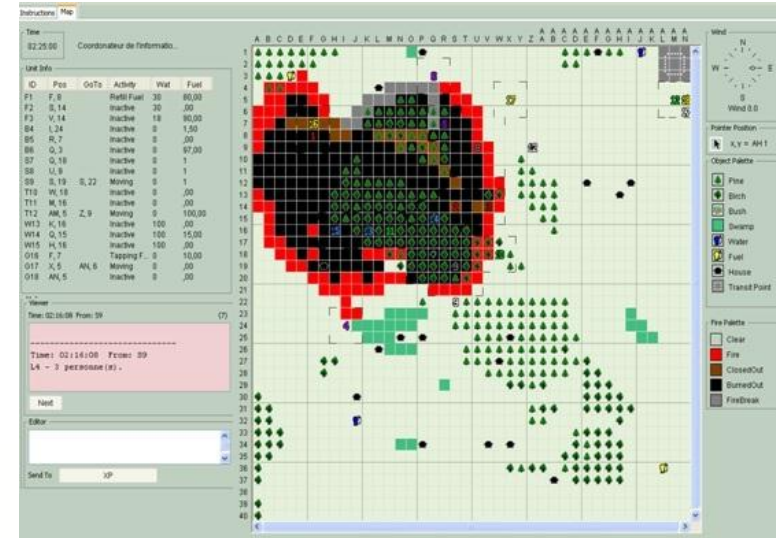 Instructions Map
Time
02:25:00 Coordonateur de l'informatio...
Unit Info
ID Pos GoTo Activity Wat Fuel
F1 F, 8 Refill Fuel 30 80,00
F2 S, 14 Inactive 30 ,00
F3 V, 14 Inactive 18 90,00
B4 I, 24 Inactive 0 1,50
B5 R, 7 Inactive 0 ,00
B6 Q, 3 Inactive 0 97,00
S7 Q, 18 Inactive 0 1
S8 U, 9 Inactive 0 1
S9 S, 19 S, 22 Moving 0 1
T10 W, 18 Inactive 0 ,00
T11 M, 16 Inactive 0 ,00
T12 AM, 5 Z, 9 Moving 0 100,00
W13 K, 16 Inactive 100 ,00
W14 Q, 15 Inactive 100 15,00
W15 H, 16 Inactive 100 ,00
G16 F, 7 Tapping F... 0 10,00
G17 X, 5 AN, 6 Moving 0 ,00
G18 AN, 5 Inactive 0 ,00
Viewer
Time: 02:16:08 From: S9 (7)
-----------------------------
Time: 02:16:08 From: S9
L4 - 3 personne(s).
Next
Editor
Send To XP
A B C D E F G H I J K L M N O P Q R S T U V W X Y Z A A A A A A A A A A A A A A
A B C D E F G H I J K L M N
1
2
3
4
5
6
7
8
9
10
11
12
13
14
15
16
17
18
19
20
21
22
23
24
25
26
27
28
29
30
31
32
33
34
35
36
37
38
39
40
Wind
N
W E
S
Wind 0.0
Pointer Position
x,y = AH 1
Object Palette
Pine
Birch
Bush
Swamp
Water
Fuel
House
Transit Point
Fire Palette
Clear
Fire
ClosedOut
BurnedOut
FireBreak